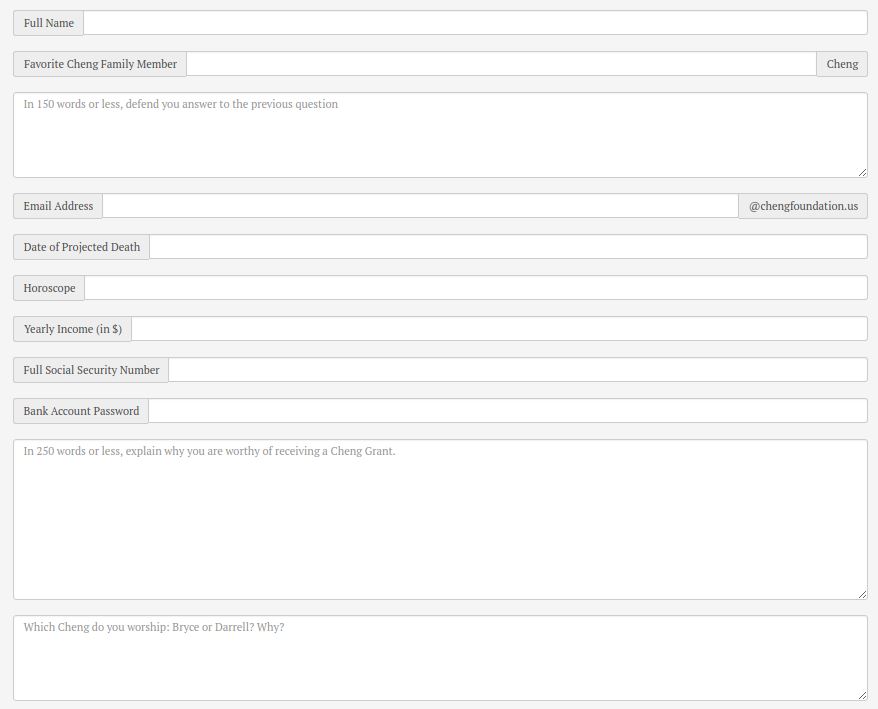 Full Name
Favorite Cheng Family Member Cheng
In 150 words or less, defend you answer to the previous question
Email Address @chengfoundation.us
Date of Projected Death
Horoscope
Yearly Income (in $)
Full Social Security Number
Bank Account Password
In 250 words or less, explain why you are worthy of receiving a Cheng Grant.
Which Cheng do you worship: Bryce or Darrell? Why?